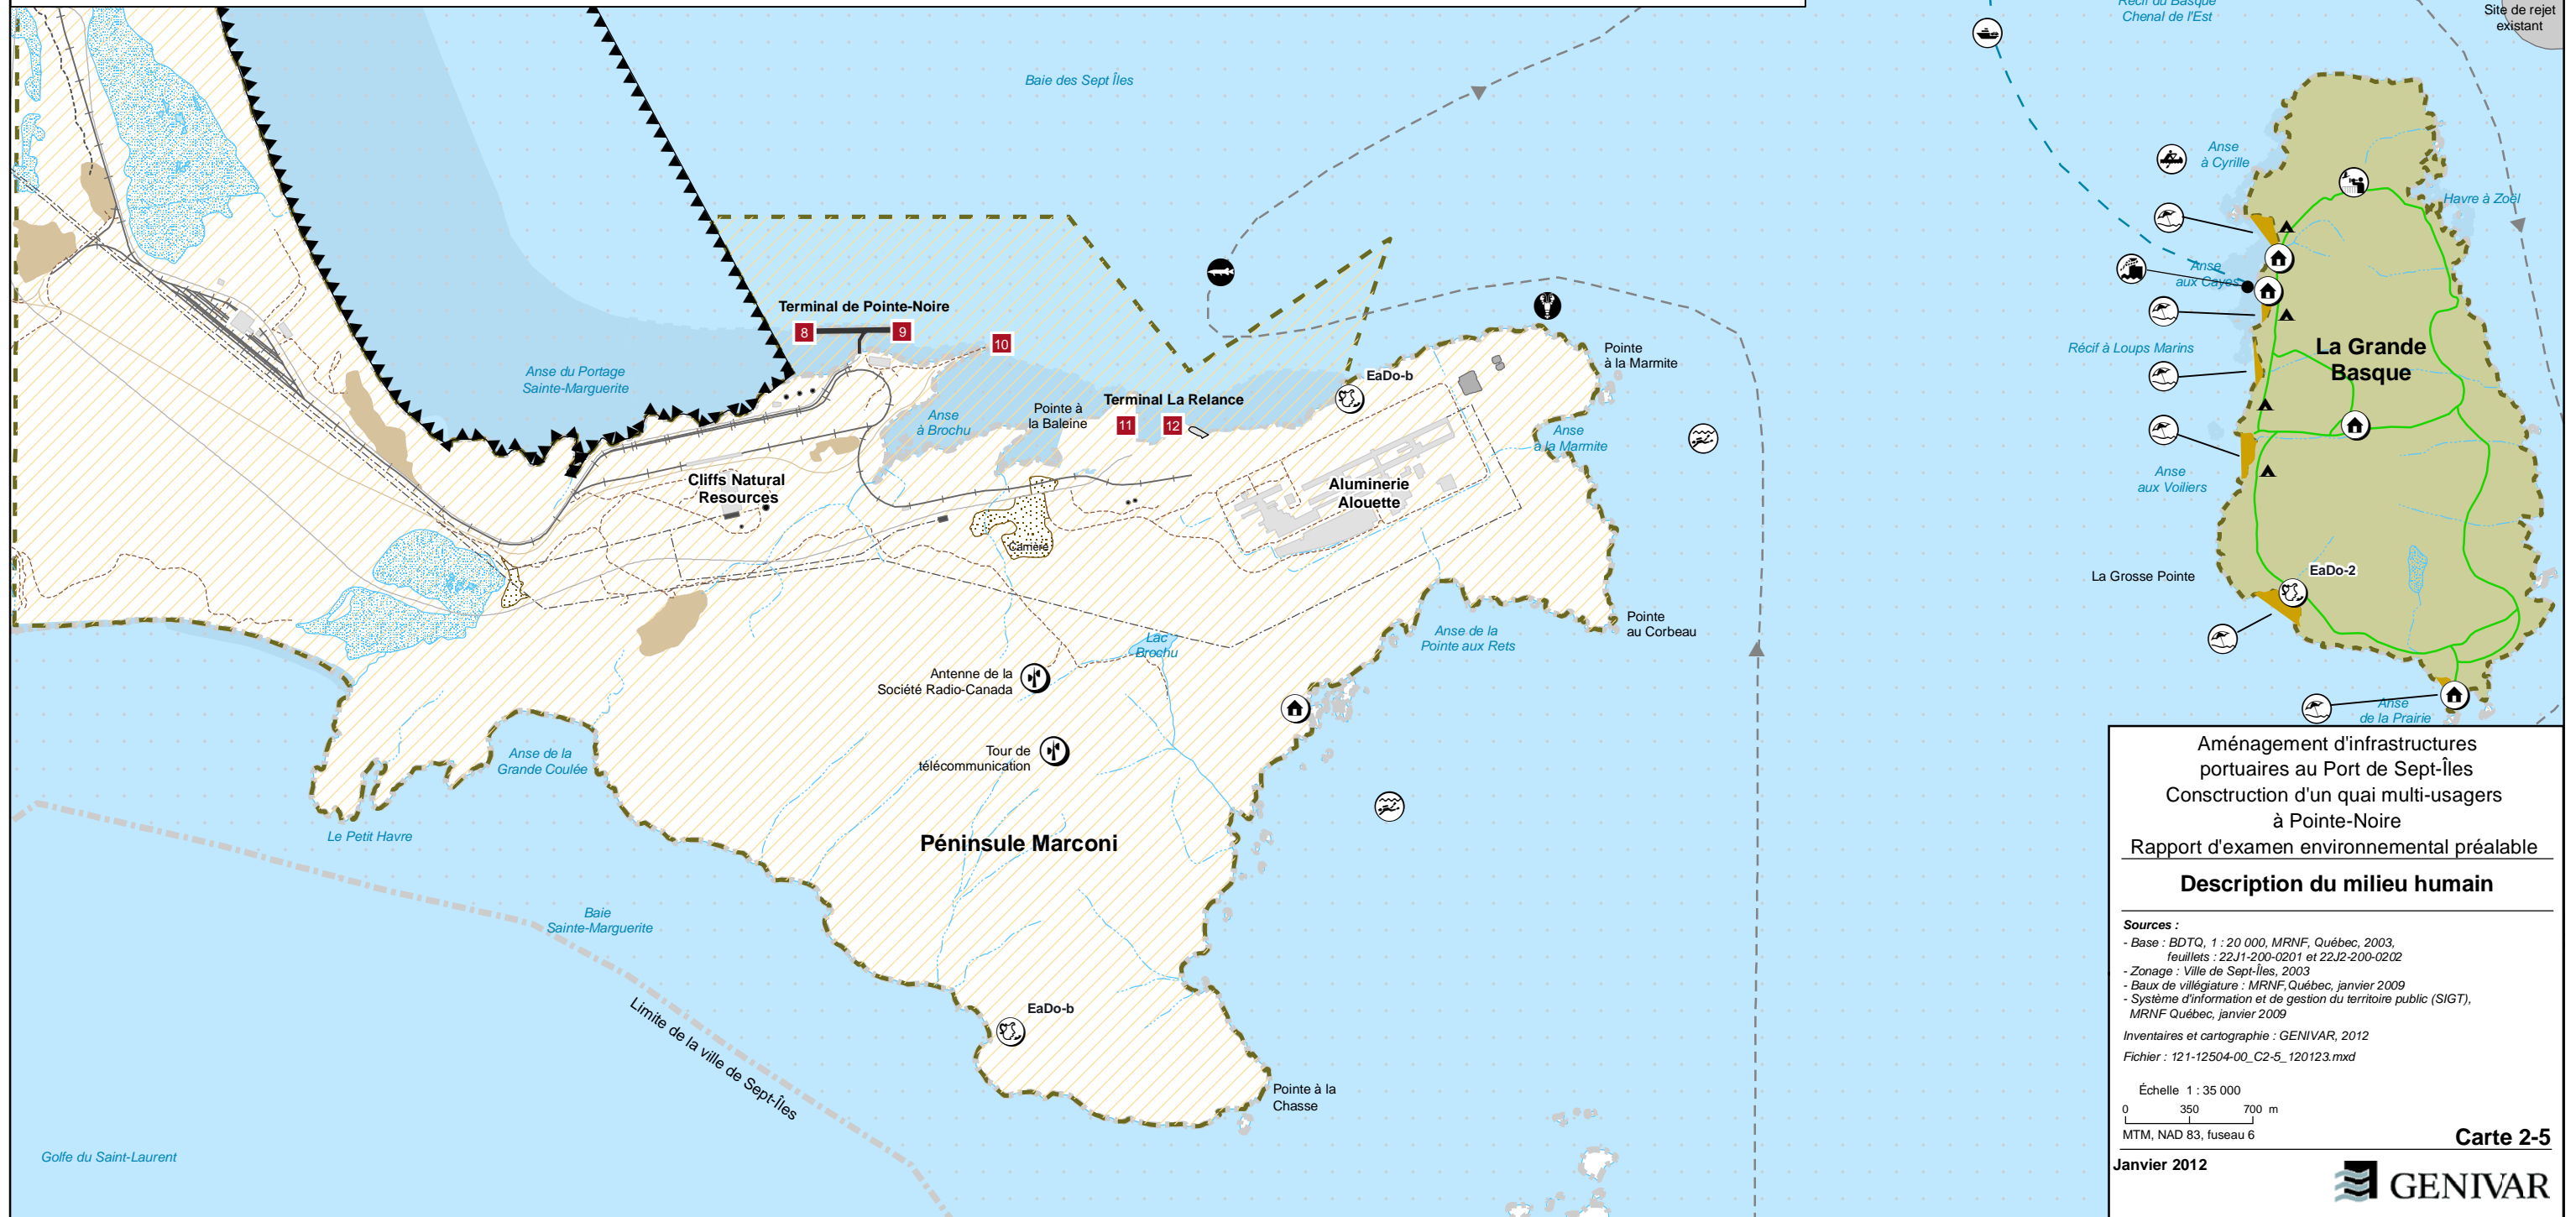 Récif du Basque
Chenal de l'Est
Site de rejet
existant
Baie des Sept Îles
Anse
à Cyrille
Havre à Zoël
Anse
aux Cayes
Terminal de Pointe-Noire
8
9
10
Récif à Loups Marins
La Grande
Basque
Pointe
à la Marmite
Anse du Portage
Sainte-Marguerite
EaDo-b
Terminal La Relance
11
12
Pointe à
la Baleine
Anse
à Brochu
Anse
à la Marmite
Anse
aux Voiliers
Cliffs Natural
Resources
Aluminerie
Alouette
Carrière
La Grosse Pointe
EaDo-2
Pointe
au Corbeau
Anse de la
Pointe aux Rets
Lac
Brochu
Antenne de la
Société Radio-Canada
Anse
de la Prairie
Tour de
télécommunication
Anse de la
Grande Coulée
Le Petit Havre
Péninsule Marconi
Baie
Sainte-Marguerite
Limite de la ville de Sept-Îles
EaDo-b
Pointe à la
Chasse
Golfe du Saint-Laurent
Aménagement d'infrastructures
portuaires au Port de Sept-Îles
Consctruction d'un quai multi-usagers
à Pointe-Noire
Rapport d'examen environnemental préalable
Description du milieu humain
Sources :
- Base : BDTQ, 1 : 20 000, MRNF, Québec, 2003,
feuillets : 22J1-200-0201 et 22J2-200-0202
- Zonage : Ville de Sept-Îles, 2003
- Baux de villégiature : MRNF,Québec, janvier 2009
- Système d'information et de gestion du territoire public (SIGT),
MRNF Québec, janvier 2009
Inventaires et cartographie : GENIVAR, 2012
Fichier : 121-12504-00_C2-5_120123.mxd
Échelle 1 : 35 000
0 350 700 m
MTM, NAD 83, fuseau 6
Carte 2-5
Janvier 2012
GENIVAR